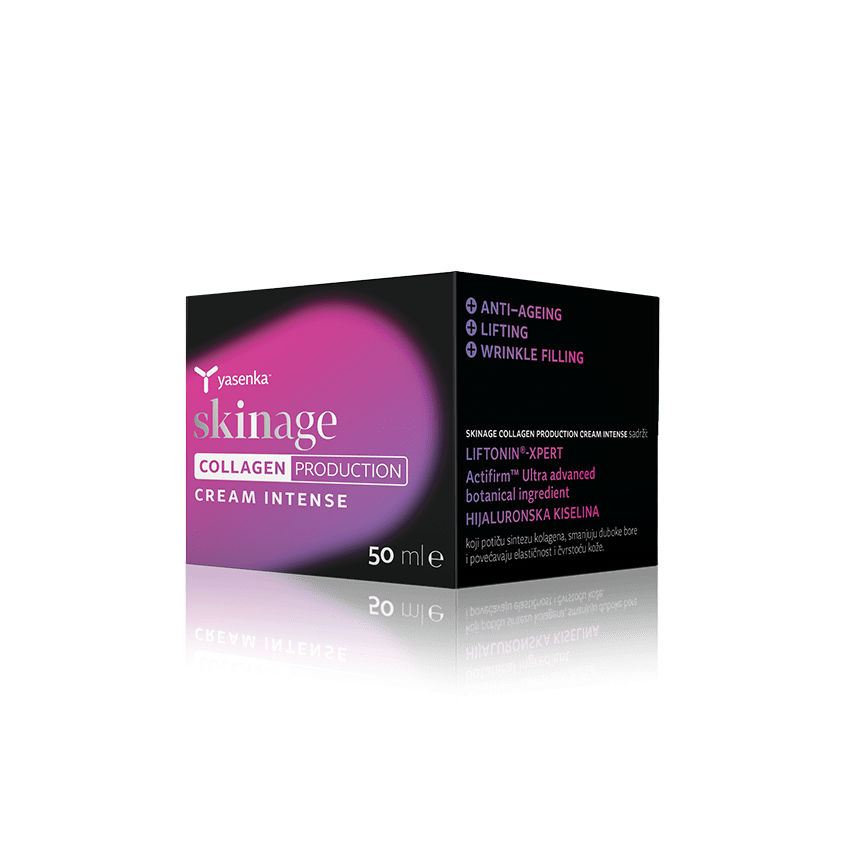 yasenka™
skinage
COLLAGEN PRODUCTION
CREAM INTENSE
50 ml e
ANTI-AGEING
LIFTING
WRINKLE FILLING
SKINAGE COLLAGEN PRODUCTION CREAM INTENSE sadrži:
LIFTONIN®-XPERT
Actifirm™ Ultra advanced
botanical ingredient
HIJALURONSKA KISELINA
koji potiču sintezu kolagena, smanjuju duboke bore
i povećavaju elastičnost i čvrstoću kože.